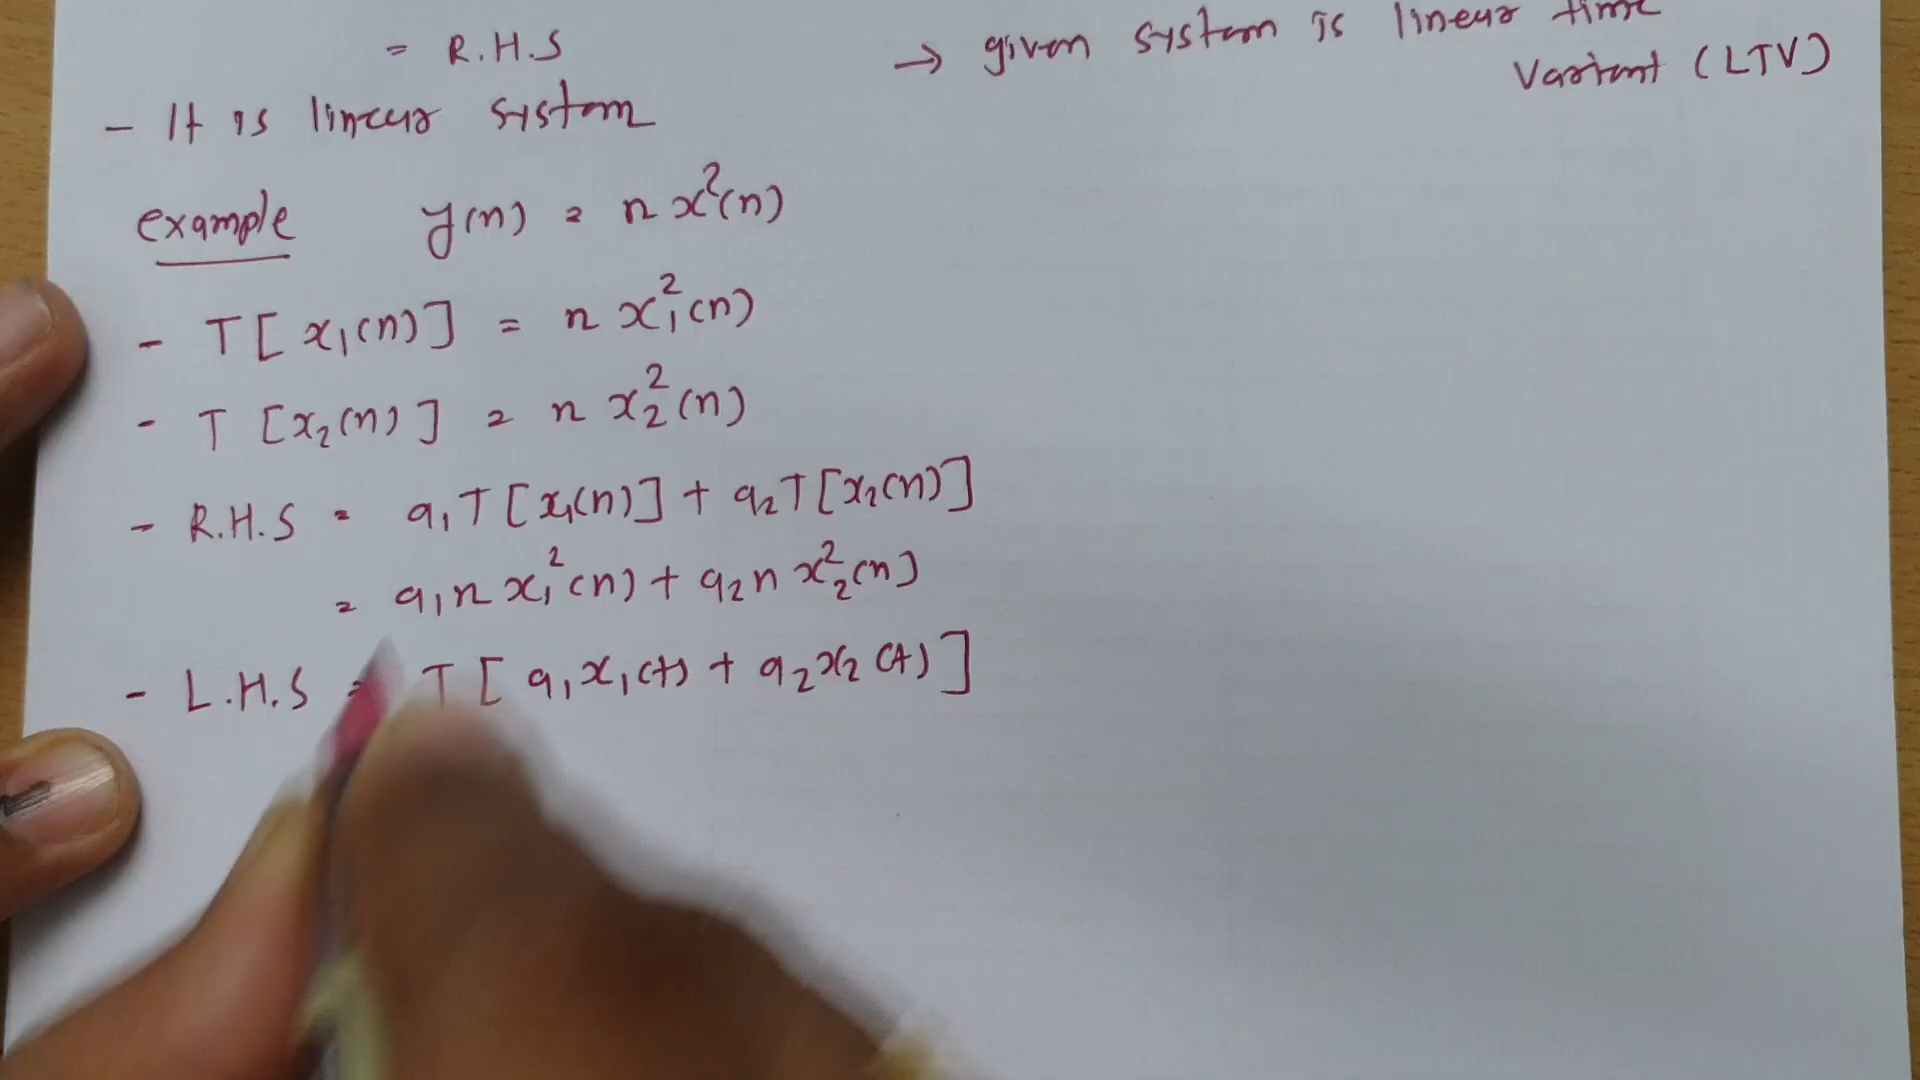 = R.H.S
→ given system is linear time
Variant (LTV)
- It is linear system
example y(n) = n x²(n)
- T[x₁(n)] = n x₁²(n)
- T[x₂(n)] = n x₂²(n)
- R.H.S = a₁T[x₁(n)] + a₂T[x₂(n)]
= a₁n x₁²(n) + a₂n x₂²(n)
- L.H.S = T[a₁x₁(t) + a₂x₂(t)]